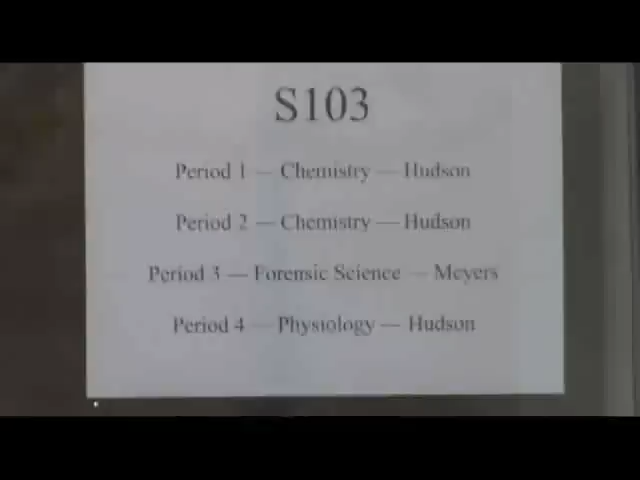 S103
Period 1 — Chemistry — Hudson
Period 2 — Chemistry — Hudson
Period 3 — Forensic Science — Meyers
Period 4 — Physiology — Hudson